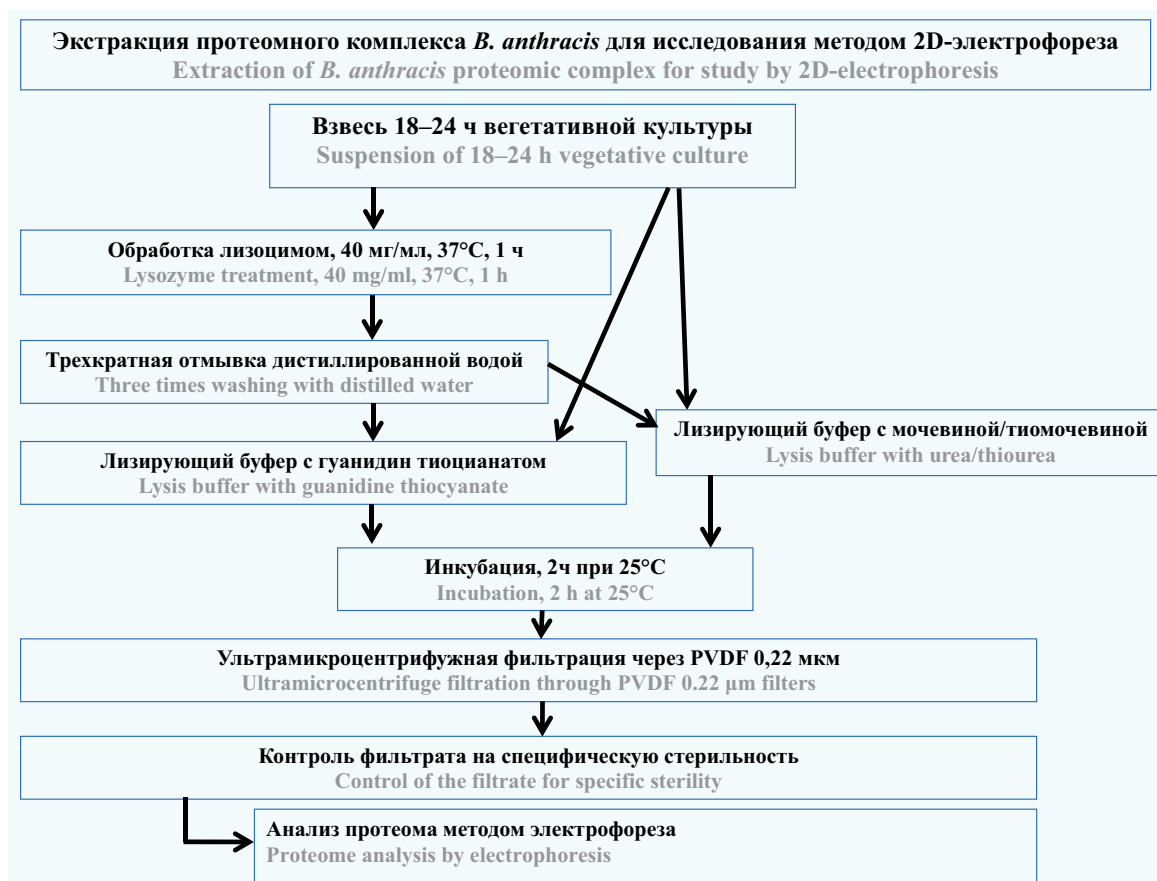 Экстракция протеомного комплекса B. anthracis для исследования методом 2D-электрофореза
Extraction of B. anthracis proteomic complex for study by 2D-electrophoresis
Взвесь 18–24 ч вегетативной культуры
Suspension of 18–24 h vegetative culture
Обработка лизоцимом, 40 мг/мл, 37°C, 1 ч
Lysozyme treatment, 40 mg/ml, 37°C, 1 h
Трехкратная отмывка дистиллированной водой
Three times washing with distilled water
Лизирующий буфер с мочевиной/тиомочевиной
Lysis buffer with urea/thiourea
Лизирующий буфер с гуанидин тиоцианатом
Lysis buffer with guanidine thiocyanate
Инкубация, 2ч при 25°C
Incubation, 2 h at 25°C
Ультрамикроцентрифужная фильтрация через PVDF 0,22 мкм
Ultramicrocentrifuge filtration through PVDF 0.22 µm filters
Контроль фильтрата на специфическую стерильность
Control of the filtrate for specific sterility
Анализ протеома методом электрофореза
Proteome analysis by electrophoresis